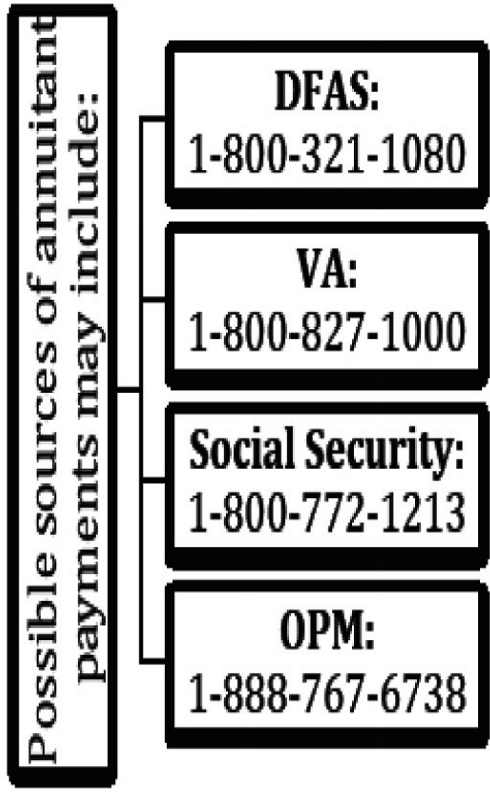 Possible sources of annuitant
payments may include:
DFAS:
1-800-321-1080
VA:
1-800-827-1000
Social Security:
1-800-772-1213
OPM:
1-888-767-6738